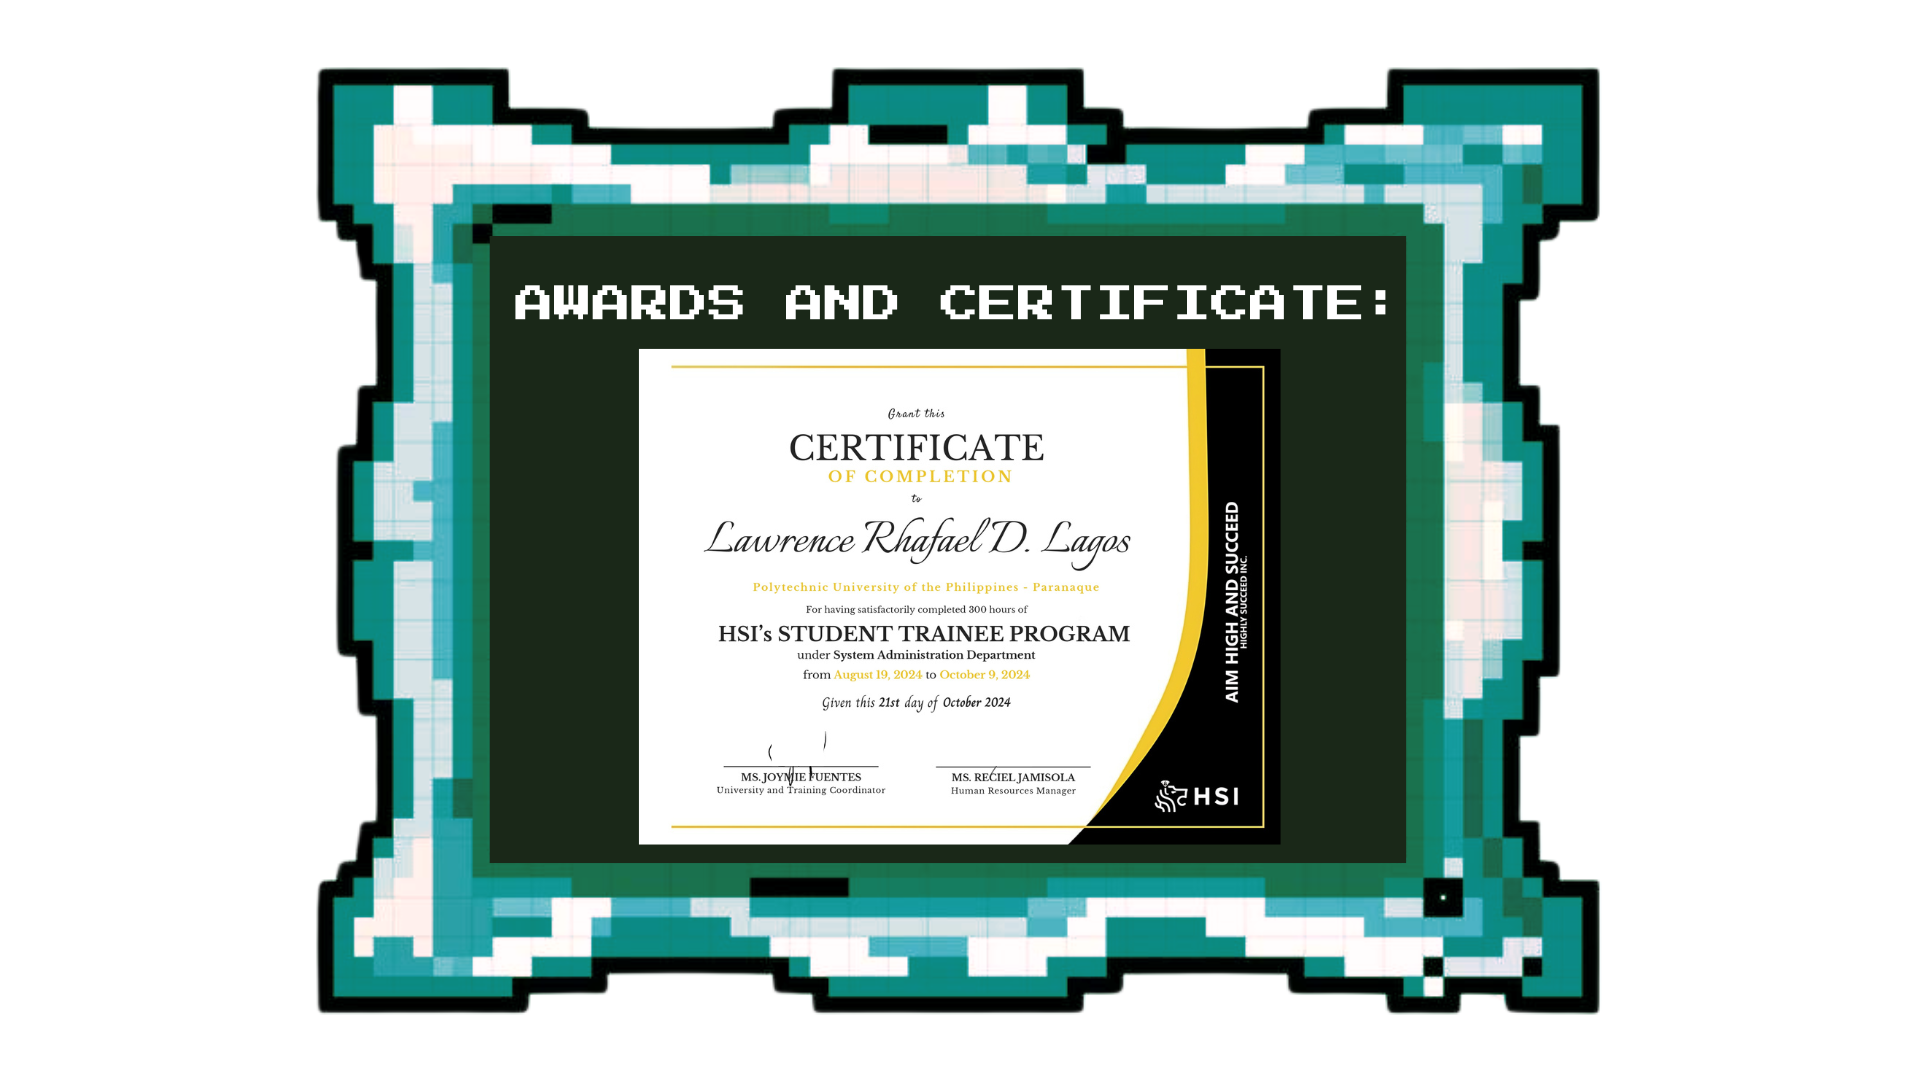 AWARDS AND CERTIFICATE:
Grant this
CERTIFICATE
OF COMPLETION
to
Lawrence Rhafael D. Lagos
Polytechnic University of the Philippines - Paranaque
For having satisfactorily completed 300 hours of
HSI's STUDENT TRAINEE PROGRAM
under System Administration Department
from August 19, 2024 to October 9, 2024
Given this 21st day of October 2024
MS. JOYMIE FUENTES
University and Training Coordinator
MS. RECIEL JAMISOLA
Human Resources Manager
AIM HIGH AND SUCCEED
HIGHLY SUCCEED INC.
HSI